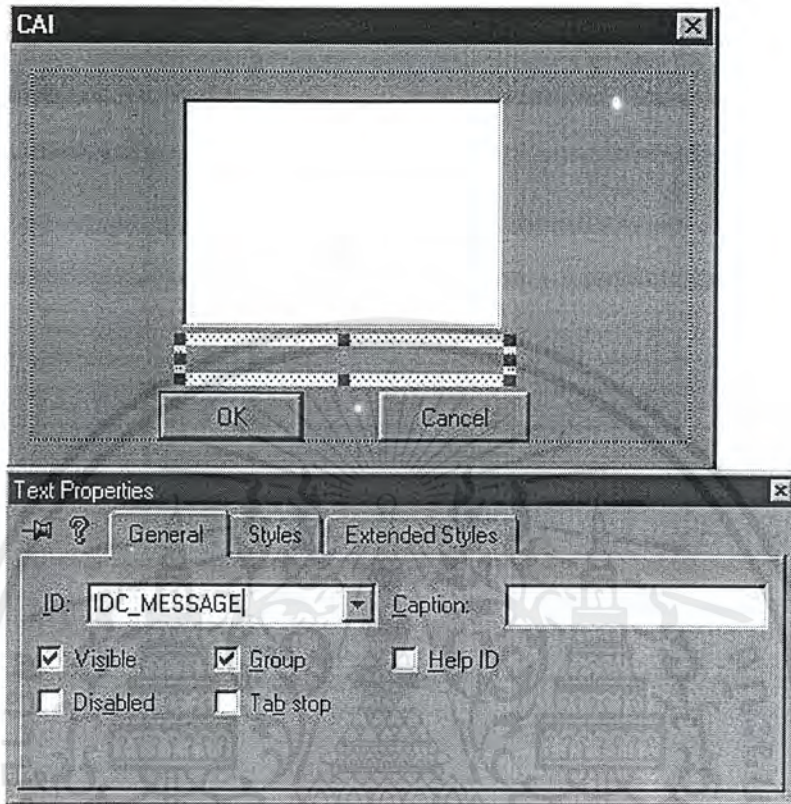 CAI
OK Cancel
Text Properties
General Styles Extended Styles
ID: IDC_MESSAGE Caption:
Visible Group Help ID
Disabled Tab stop